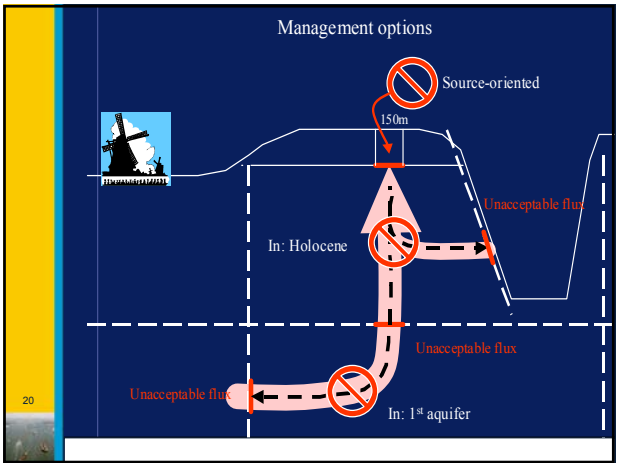 Management options
Source-oriented
150m
Unacceptable flux
In: Holocene
Unacceptable flux
Unacceptable flux
In: 1st aquifer
20